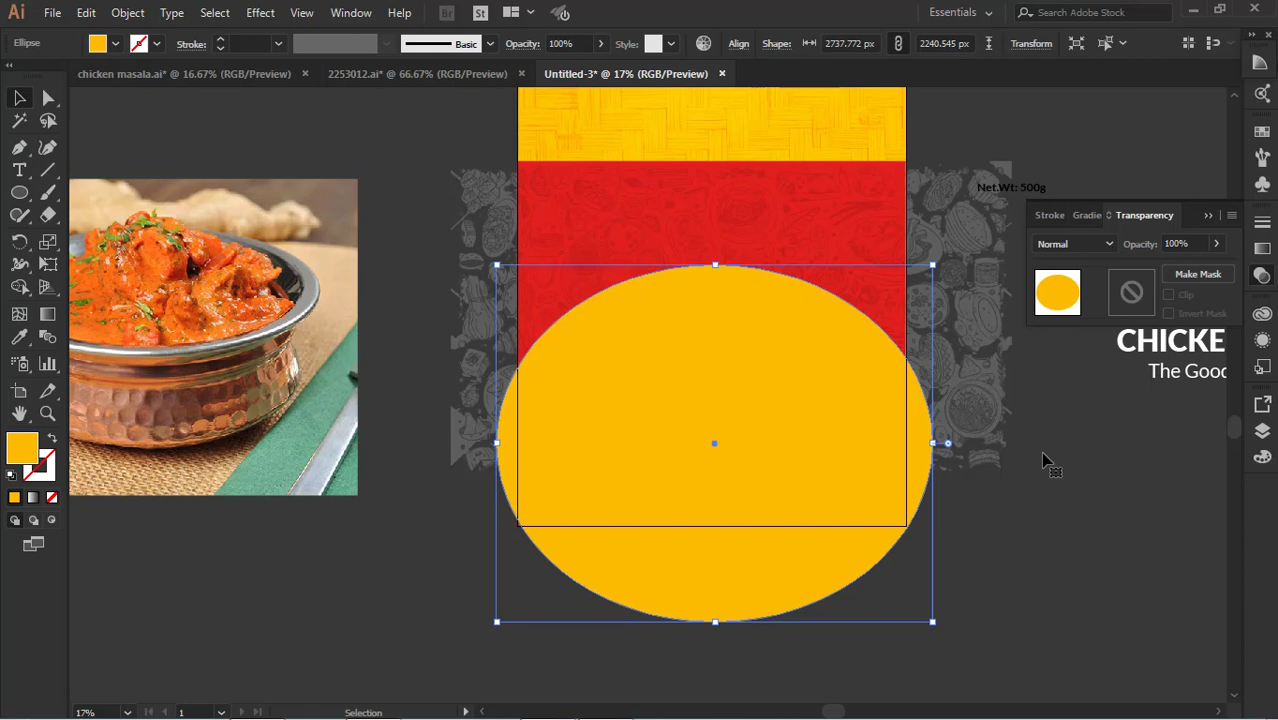 Ai File Edit Object Type Select Effect View Window Help Br St Essentials Search Adobe Stock
Ellipse Stroke: Basic Opacity: 100% Style: Align Shape: 2737.772 px 2240.545 px Transform
chicken masala.ai* @ 16.67% (RGB/Preview) × 2253012.ai* @ 66.67% (RGB/Preview) × Untitled-3* @ 17% (RGB/Preview) ×
Net.Wt: 500g
Stroke Gradie Transparency
Normal Opacity: 100%
Make Mask
Clip
Invert Mask
CHICKE
The Good
17% 1 Selection